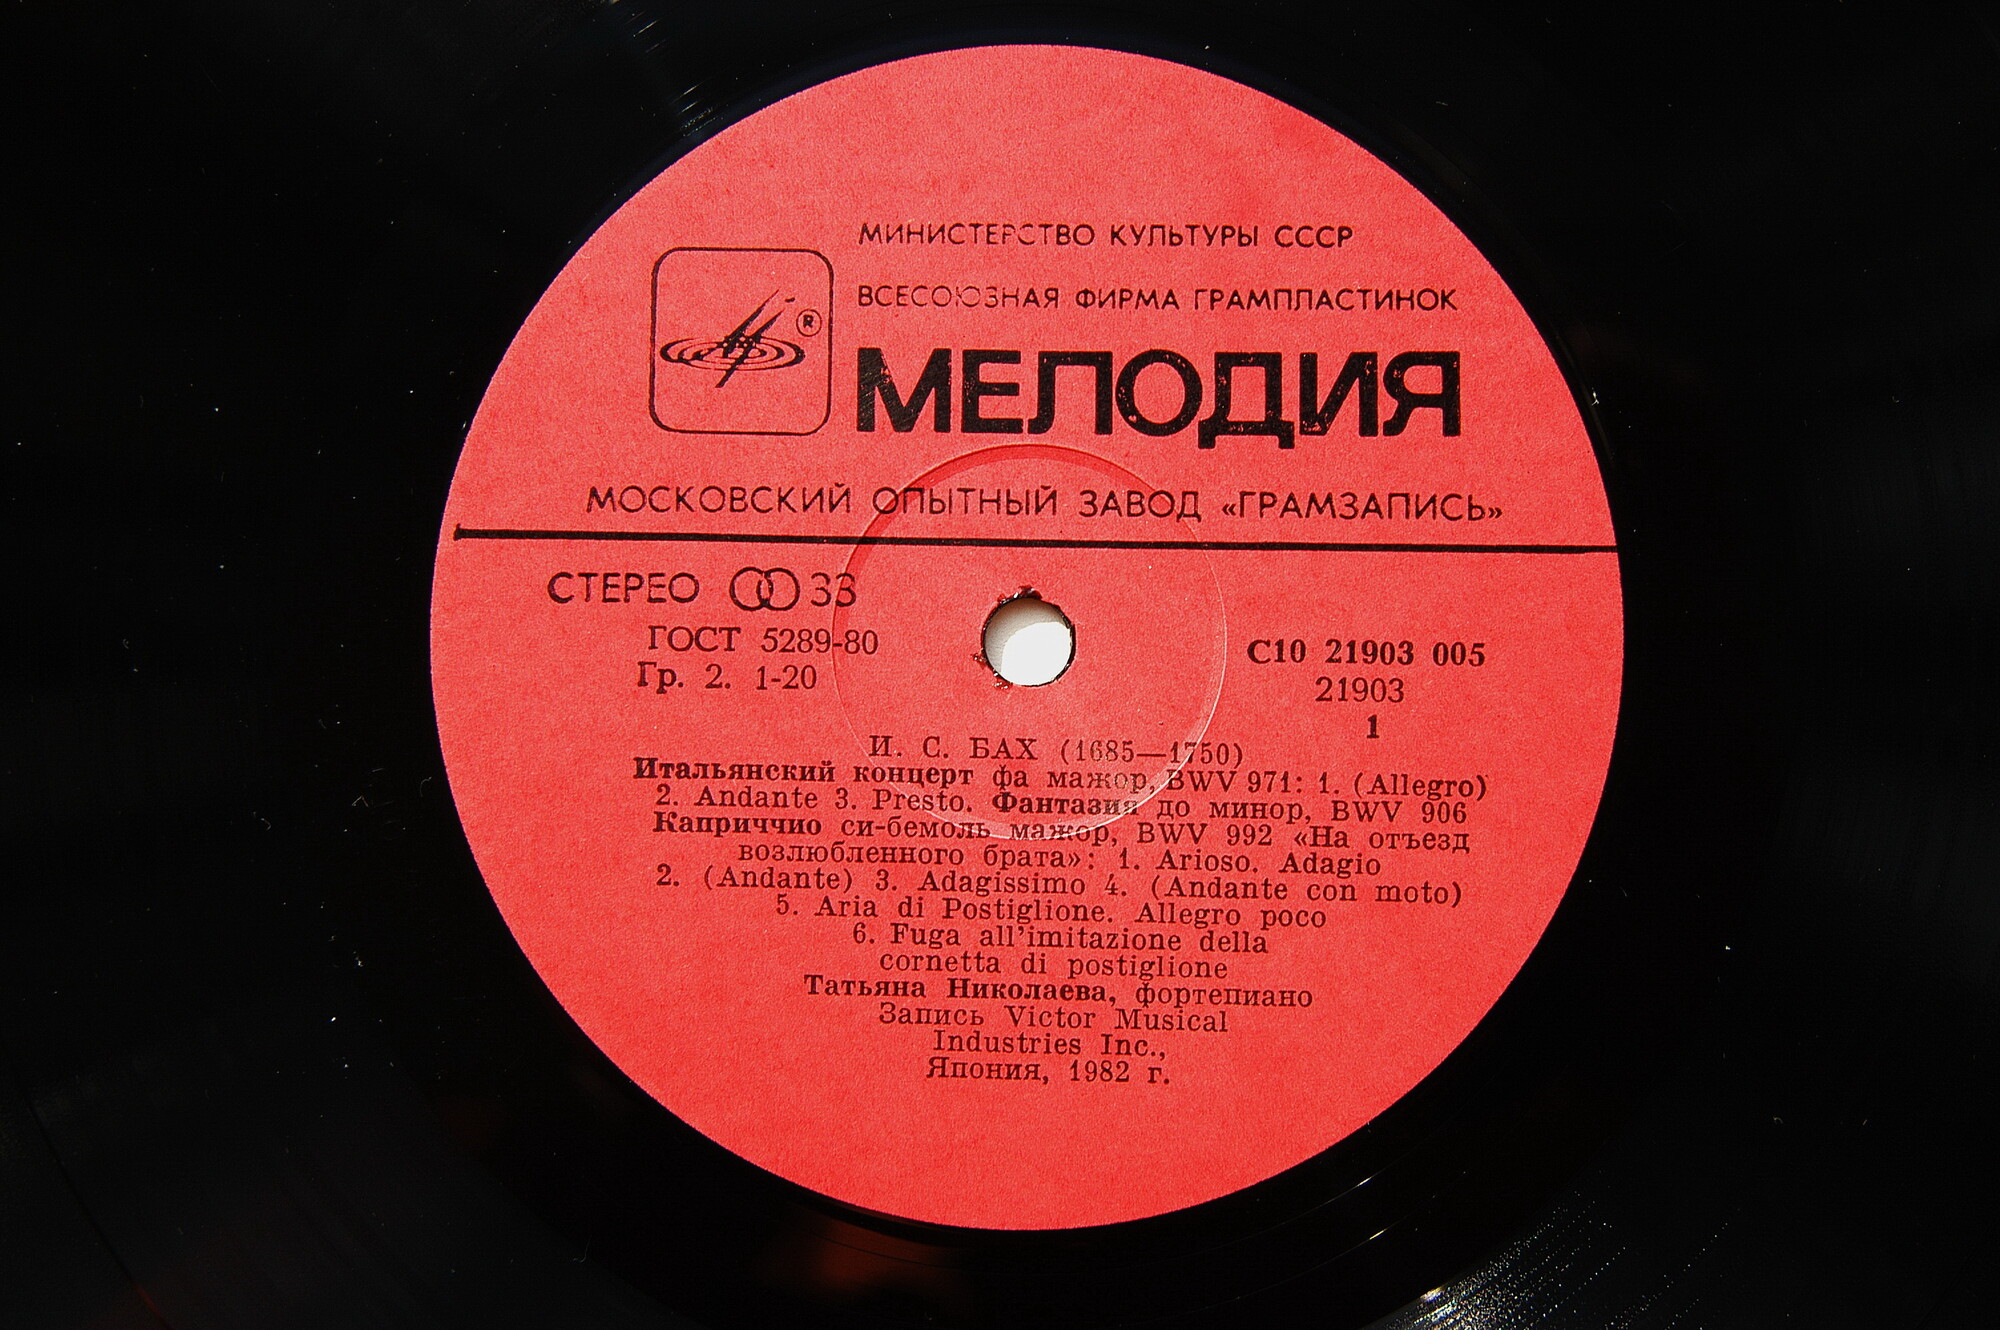 МИНИСТЕРСТВО КУЛЬТУРЫ СССР
ВСЕСОЮЗНАЯ ФИРМА ГРАМПЛАСТИНОК
®
МЕЛОДИЯ
МОСКОВСКИЙ ОПЫТНЫЙ ЗАВОД «ГРАМЗАПИСЬ»
СТЕРЕО 33
ГОСТ 5289-80
Гр. 2. 1-20
С10 21903 005
21903
1
И. С. БАХ (1685—1750)
Итальянский концерт фа мажор, BWV 971: 1. (Allegro)
2. Andante 3. Presto. Фантазия до минор, BWV 906
Каприччио си-бемоль мажор, BWV 992 «На отъезд
возлюбленного брата»: 1. Arioso. Adagio
2. (Andante) 3. Adagissimo 4. (Andante con moto)
5. Aria di Postiglione. Allegro poco
6. Fuga all'imitazione della
cornetta di postiglione
Татьяна Николаева, фортепиано
Запись Victor Musical
Industries Inc.,
Япония, 1982 г.